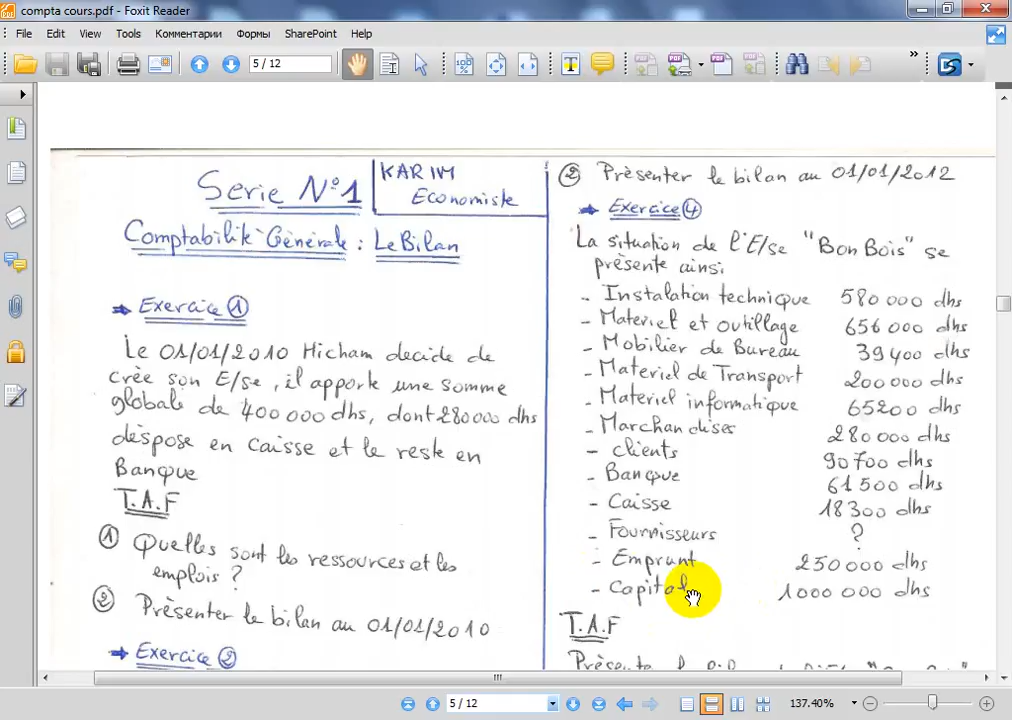 compta cours.pdf - Foxit Reader
File Edit View Tools Комментарии Формы SharePoint Help
5 / 12
Serie N°1
KARIM
Economiste
Comptabilité Générale : Le Bilan
Exercice 1
Le 01/01/2010 Hicham decide de
crée son E/se, il apporte une somme
globale de 400 000 dhs, dont 280 000 dhs
déspose en caisse et le reste en
Banque
T.A.F
1 Quelles sont les ressources et les
emplois ?
2 Présenter le bilan au 01/01/2010
Exercice 2
2 Présenter le bilan au 01/01/2012
Exercice 4
La situation de l'E/se "Bon Bois" se
présente ainsi
- Instalation technique 580 000 dhs
- Materiel et outillage 656 000 dhs
- Mobilier de Bureau 39 400 dhs
- Materiel de Transport 200 000 dhs
- Materiel informatique 65200 dhs
- Marchandises 280 000 dhs
- clients 90 700 dhs
- Banque 61 500 dhs
- Caisse 18 300 dhs
- Fournisseurs ?
- Emprunt 250 000 dhs
- Capital 1000 000 dhs
T.A.F
5 / 12
137.40%